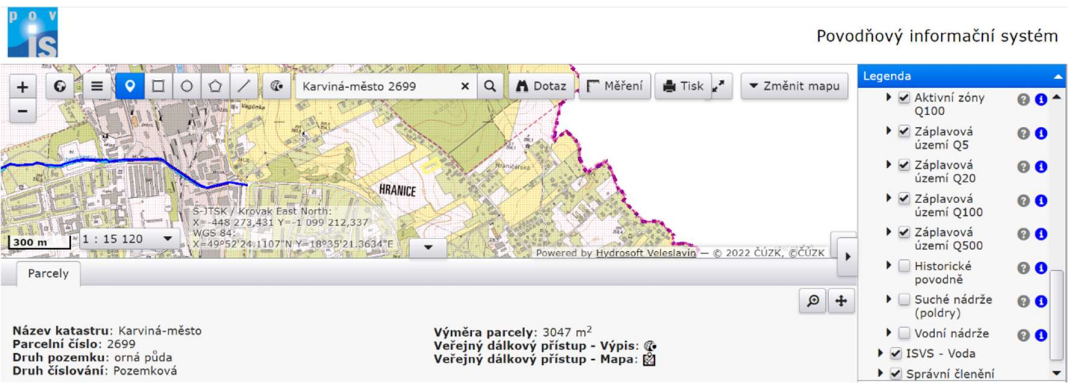 pov
is
Povodňový informační systém
+
−
Karviná-město 2699
x
Dotaz
Měření
Tisk
Změnit mapu
HRANICE
300 m
1 : 15 120
S-JTSK / Krovak East North:
X=-448 273,431 Y=-1 099 212,337
WGS 84:
X=49°52'24.1107"N Y=18°35'21.3634"E
Powered by Hydrosoft Veleslavín — © 2022 ČÚZK, ©ČÚZK
Legenda
Aktivní zóny
Q100
Záplavová
území Q5
Záplavová
území Q20
Záplavová
území Q100
Záplavová
území Q500
Historické
povodně
Suché nádrže
(poldry)
Vodní nádrže
ISVS - Voda
Správní členění
Parcely
Název katastru: Karviná-město
Parcelní číslo: 2699
Druh pozemku: orná půda
Druh číslování: Pozemková
Výměra parcely: 3047 m²
Veřejný dálkový přístup - Výpis:
Veřejný dálkový přístup - Mapa: